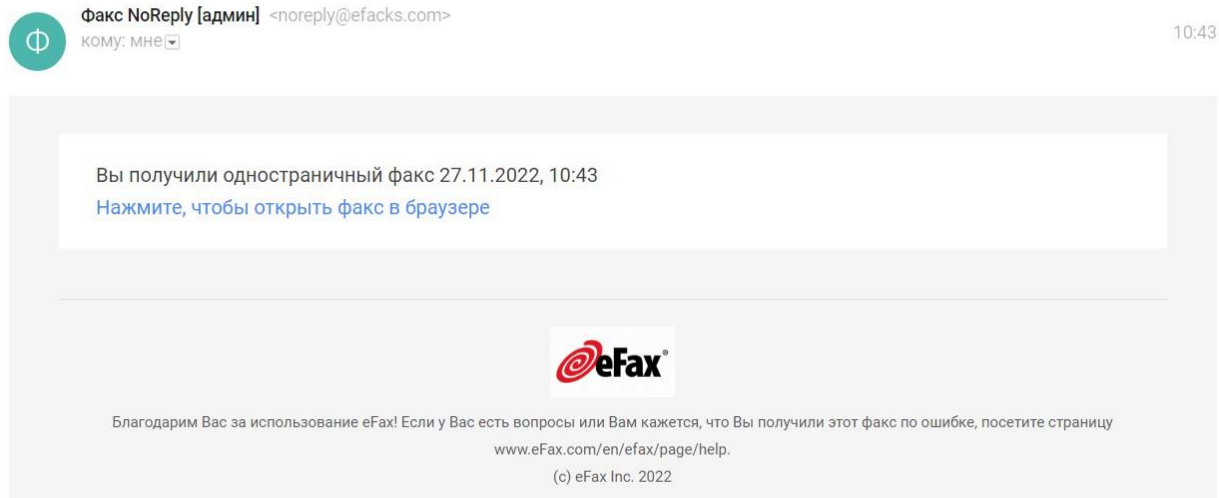 Факс NoReply [админ] <noreply@efacks.com>
Ф
кому: мне
10:43
Вы получили одностраничный факс 27.11.2022, 10:43
Нажмите, чтобы открыть факс в браузере
eFax®
Благодарим Вас за использование eFax! Если у Вас есть вопросы или Вам кажется, что Вы получили этот факс по ошибке, посетите страницу
www.eFax.com/en/efax/page/help.
(c) eFax Inc. 2022